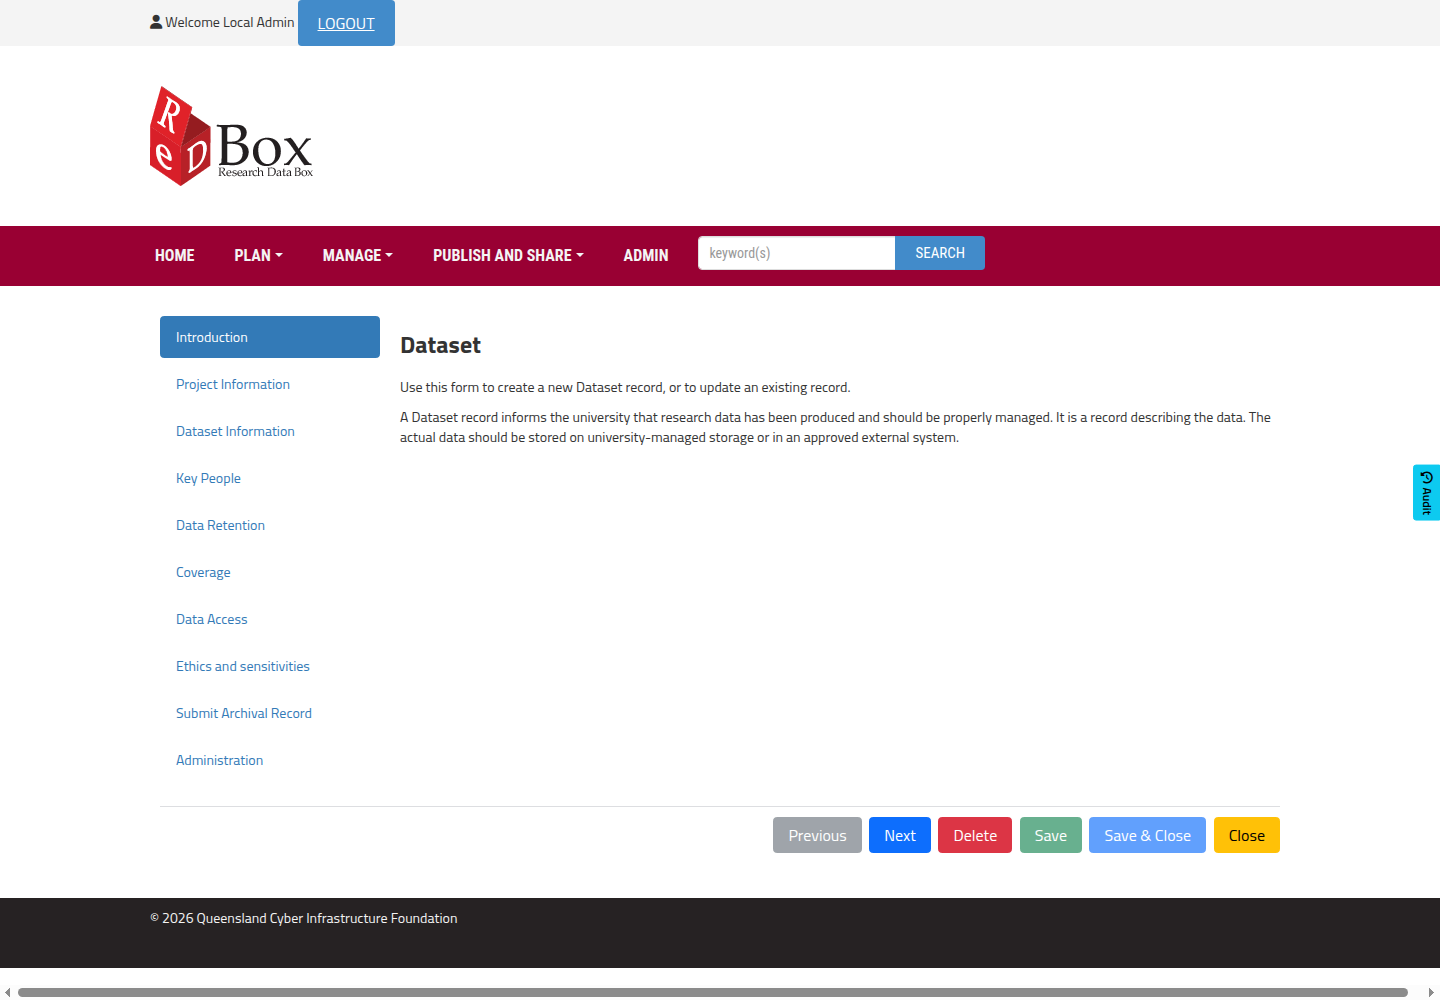 Welcome Local Admin LOGOUT
ReD Box
Research Data Box
HOME PLAN MANAGE PUBLISH AND SHARE ADMIN keyword(s) SEARCH
Introduction
Project Information
Dataset Information
Key People
Data Retention
Coverage
Data Access
Ethics and sensitivities
Submit Archival Record
Administration
Dataset
Use this form to create a new Dataset record, or to update an existing record.
A Dataset record informs the university that research data has been produced and should be properly managed. It is a record describing the data. The
actual data should be stored on university-managed storage or in an approved external system.
Audit
Previous Next Delete Save Save & Close Close
© 2026 Queensland Cyber Infrastructure Foundation